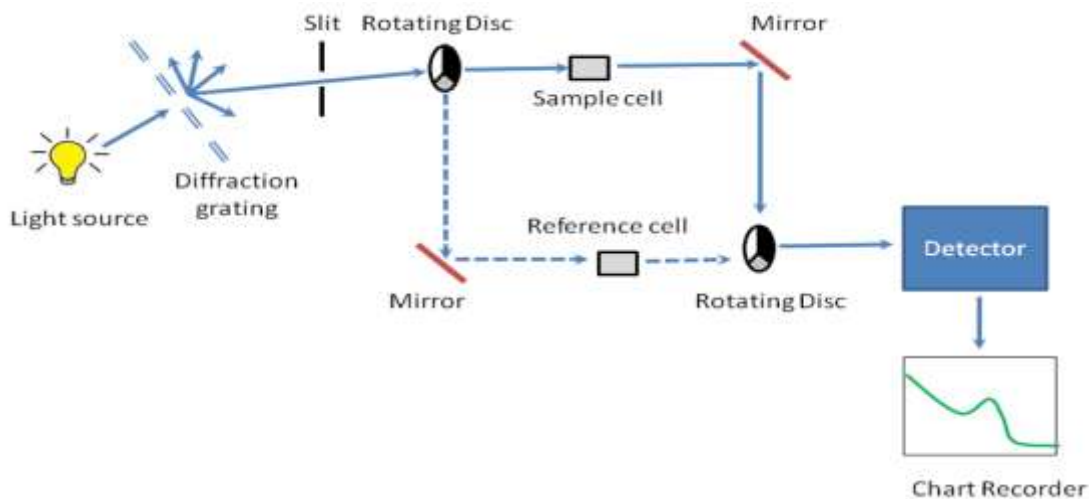 Slit
Rotating Disc
Mirror
Sample cell
Diffraction
grating
Light source
Reference cell
Detector
Mirror
Rotating Disc
Chart Recorder